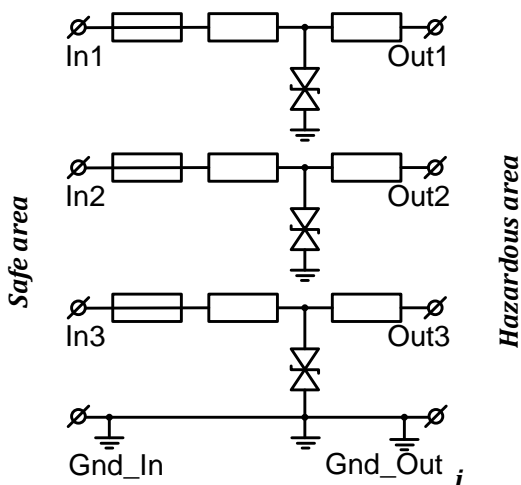 In1
Out1
In2
Out2
Safe area
Hazardous area
In3
Out3
Gnd_In
Gnd_Out
i